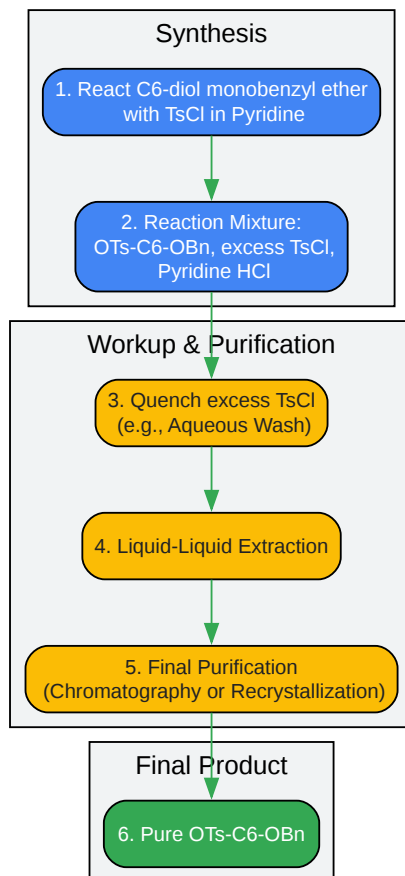 Synthesis
1. React C6-diol monobenzyl ether
with TsCl in Pyridine
2. Reaction Mixture:
OTs-C6-OBn, excess TsCl,
Pyridine HCl
Workup & Purification
3. Quench excess TsCl
(e.g., Aqueous Wash)
4. Liquid-Liquid Extraction
5. Final Purification
(Chromatography or Recrystallization)
Final Product
6. Pure OTs-C6-OBn